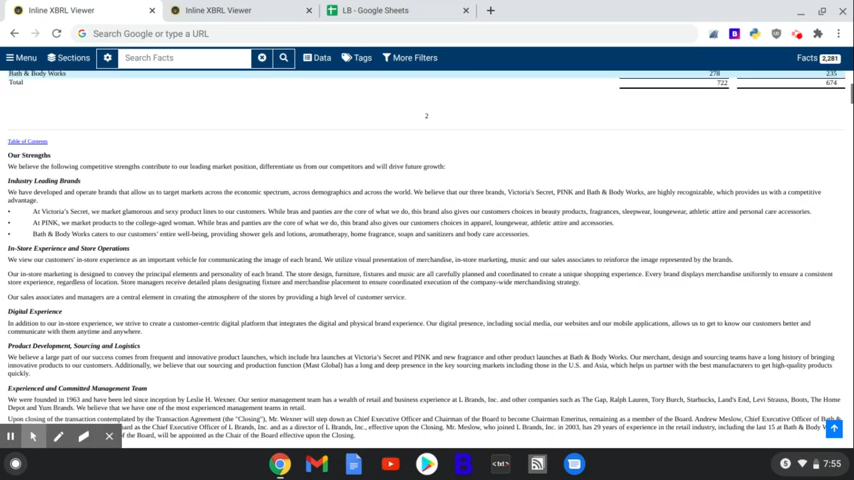 Inline XBRL Viewer
Inline XBRL Viewer
LB - Google Sheets
Search Google or type a URL
Menu Sections Search Facts Data Tags More Filters Facts 2,281
Bath & Body Works 278 235
Total 722 674
2
Table of Contents
Our Strengths
We believe the following competitive strengths contribute to our leading market position, differentiate us from our competitors and will drive future growth:
Industry Leading Brands
We have developed and operate brands that allow us to target markets across the economic spectrum, across demographics and across the world. We believe that our three brands, Victoria's Secret, PINK and Bath & Body Works, are highly recognizable, which provides us with a competitive
advantage.
• At Victoria's Secret, we market glamorous and sexy product lines to our customers. While bras and panties are the core of what we do, this brand also gives our customers choices in beauty products, fragrances, sleepwear, loungewear, athletic attire and personal care accessories.
• At PINK, we market products to the college-aged woman. While bras and panties are the core of what we do, this brand also gives our customers choices in apparel, loungewear, athletic attire and accessories.
• Bath & Body Works caters to our customers' entire well-being, providing shower gels and lotions, aromatherapy, home fragrance, soaps and sanitizers and body care accessories.
In-Store Experience and Store Operations
We view our customers' in-store experience as an important vehicle for communicating the image of each brand. We utilize visual presentation of merchandise, in-store marketing, music and our sales associates to reinforce the image represented by the brands.
Our in-store marketing is designed to convey the principal elements and personality of each brand. The store design, furniture, fixtures and music are all carefully planned and coordinated to create a unique shopping experience. Every brand displays merchandise uniformly to ensure a consistent
store experience, regardless of location. Store managers receive detailed plans designating fixture and merchandise placement to ensure coordinated execution of the company-wide merchandising strategy.
Our sales associates and managers are a central element in creating the atmosphere of the stores by providing a high level of customer service.
Digital Experience
In addition to our in-store experience, we strive to create a customer-centric digital platform that integrates the digital and physical brand experience. Our digital presence, including social media, our websites and our mobile applications, allows us to get to know our customers better and
communicate with them anytime and anywhere.
Product Development, Sourcing and Logistics
We believe a large part of our success comes from frequent and innovative product launches, which include bra launches at Victoria's Secret and PINK and new fragrance and other product launches at Bath & Body Works. Our merchant, design and sourcing teams have a long history of bringing
innovative products to our customers. Additionally, we believe that our sourcing and production function (Mast Global) has a long and deep presence in the key sourcing markets including those in the U.S. and Asia, which helps us partner with the best manufacturers to get high-quality products
quickly.
Experienced and Committed Management Team
We were founded in 1963 and have been led since inception by Leslie H. Wexner. Our senior management team has a wealth of retail and business experience at L Brands, Inc. and other companies such as The Gap, Ralph Lauren, Tory Burch, Starbucks, Land's End, Levi Strauss, Boots, The Home
Depot and Yum Brands. We believe that we have one of the most experienced management teams in retail.
Upon closing of the transaction contemplated by the Transaction Agreement (the "Closing"), Mr. Wexner will step down as Chief Executive Officer and Chairman of the Board to become Chairman Emeritus, remaining as a member of the Board. Andrew Meslow, Chief Executive Officer of Bath &
as the Chief Executive Officer of L Brands, Inc., and as a director of L Brands, Inc., effective upon the Closing. Mr. Meslow, who joined L Brands, Inc. in 2003, has 29 years of experience in the retail industry, including the last 15 at Bath & Body
of the Board, will be appointed as the Chair of the Board effective upon the Closing.
<txt>
5 7:55